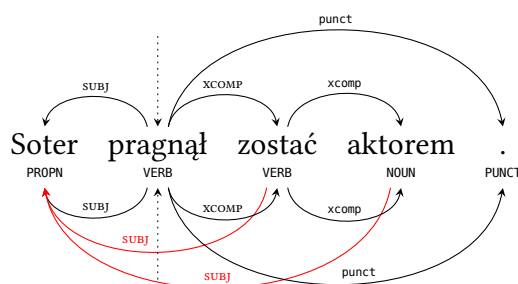 punct
SUBJ XCOMP xcomp
Soter pragnął zostać aktorem .
PROPN VERB VERB NOUN PUNCT
SUBJ XCOMP xcomp
SUBJ
SUBJ punct